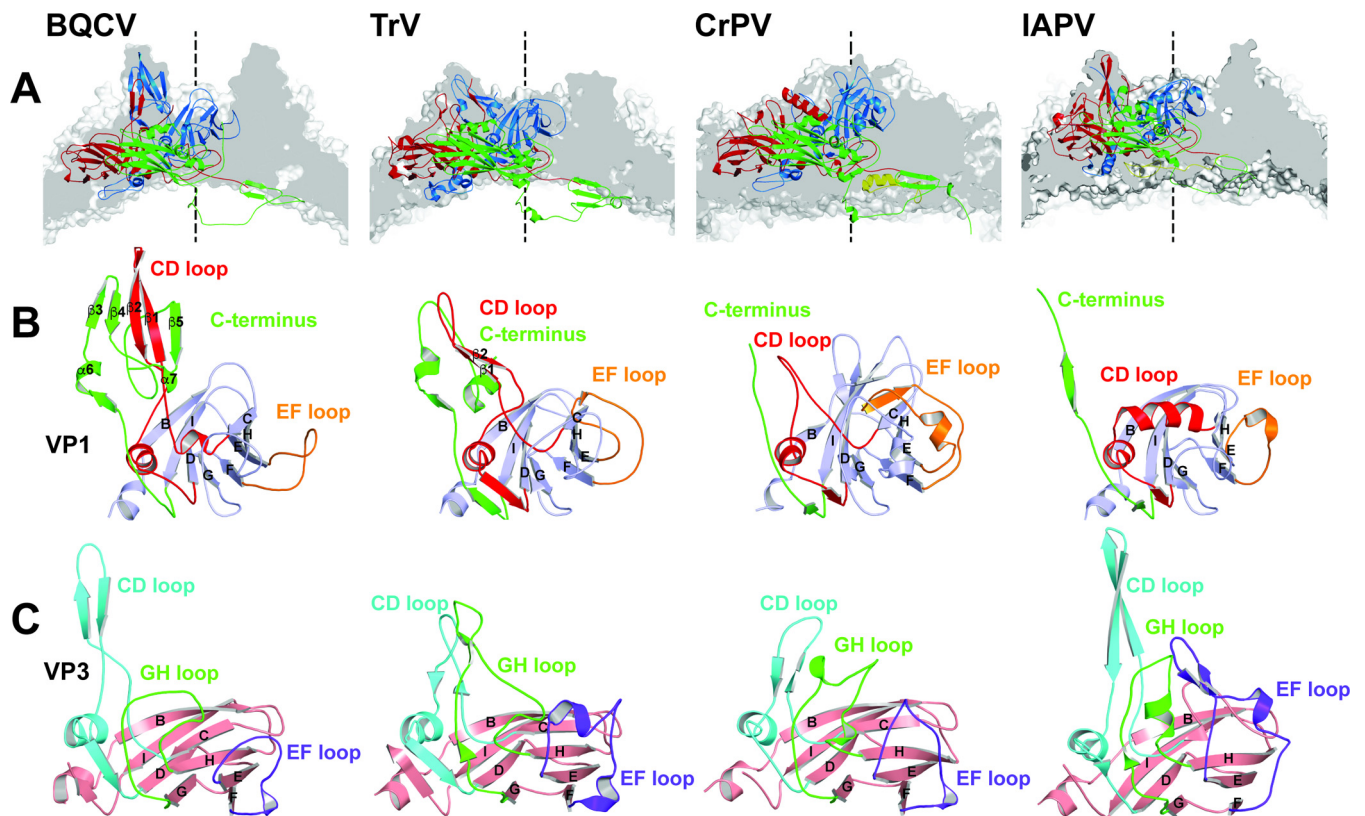 BQCV TrV CrPV IAPV
A
B
VP1
CD loop
β3 β4 β2 β1 β5
C-terminus
α6 α7
EF loop
B I C H E D G F
CD loop
C-terminus
β2
β1
EF loop
B I C H E D G F
C-terminus
CD loop
EF loop
B I C H E D G F
C-terminus
CD loop
EF loop
B I H E D G F
C
VP3
CD loop
GH loop
EF loop
B C I H D E G F
CD loop
GH loop
EF loop
B C I H D E G F
CD loop
GH loop
EF loop
B C I H D E G F
CD loop
GH loop
EF loop
B I H D E G F